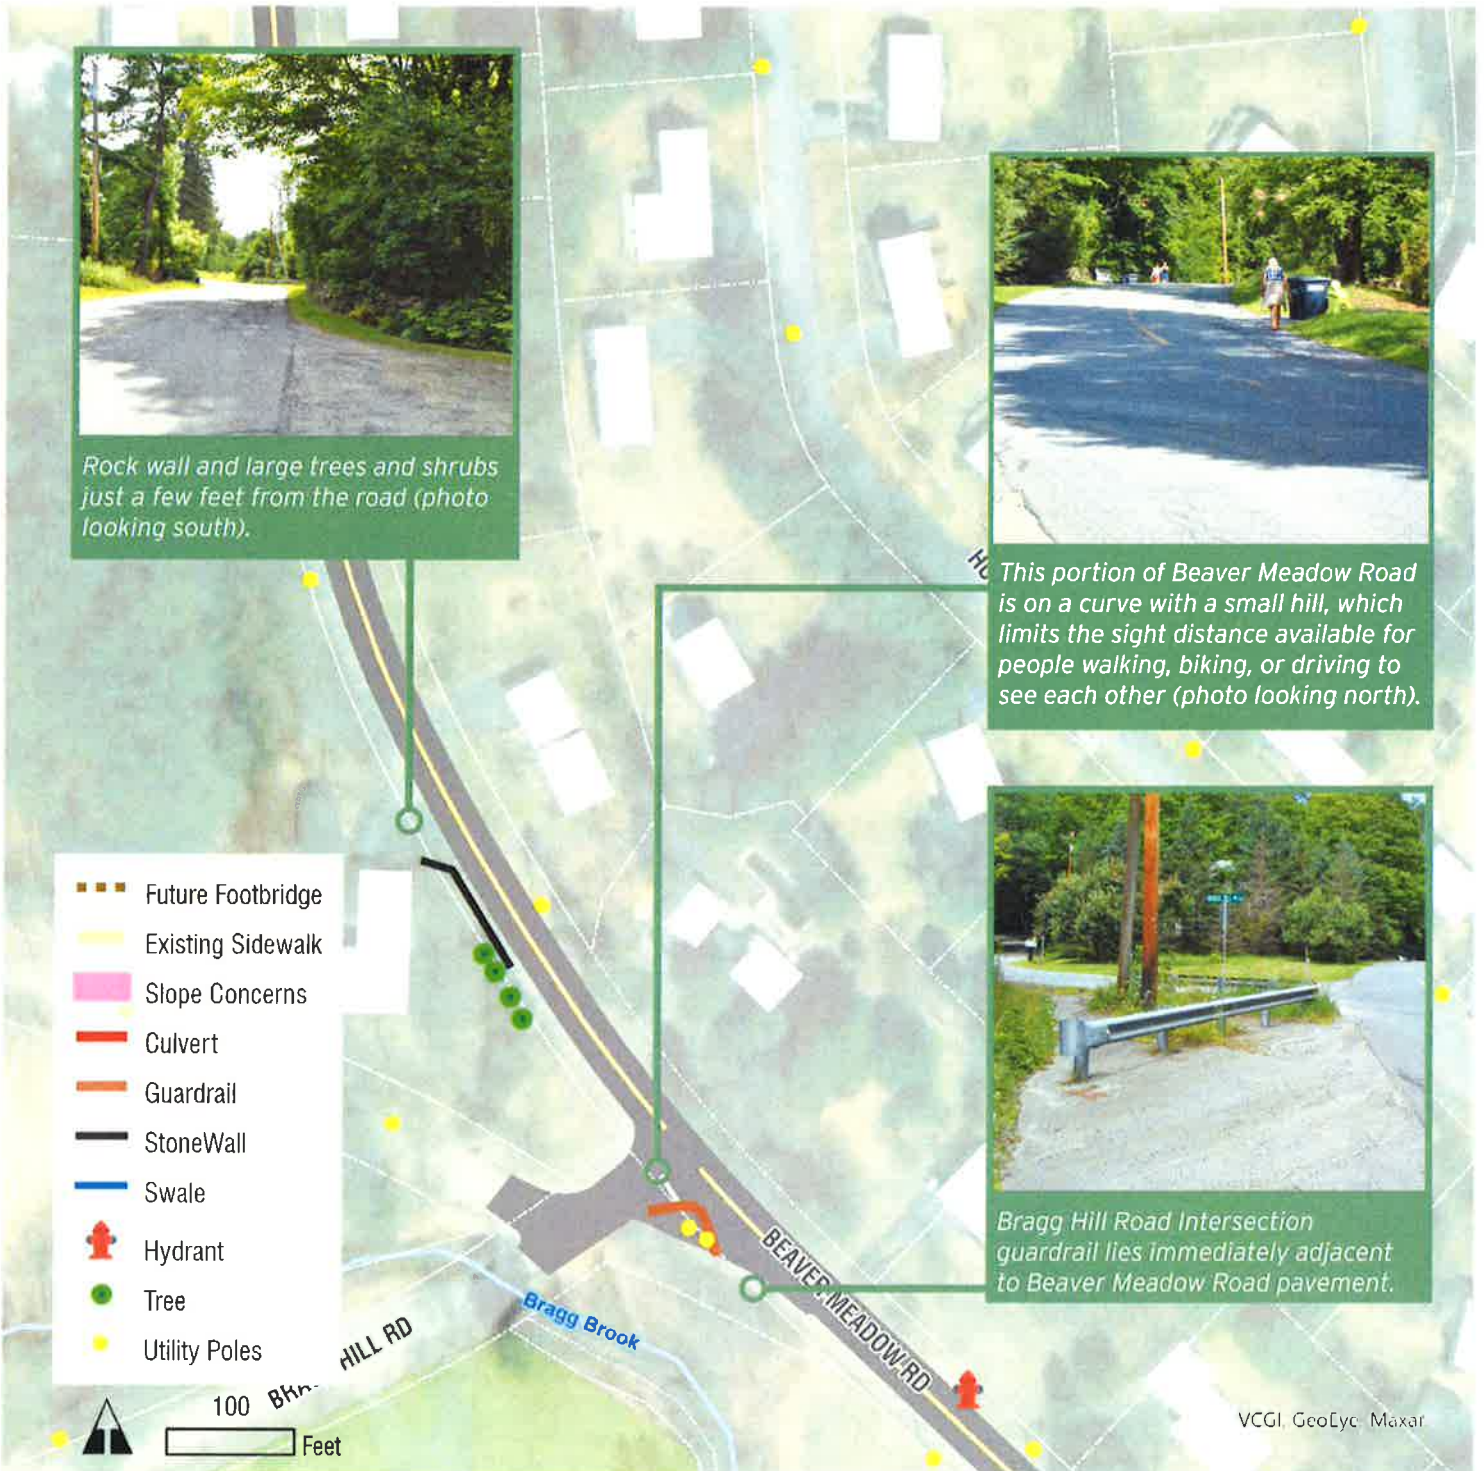 Rock wall and large trees and shrubs
just a few feet from the road (photo
looking south).
This portion of Beaver Meadow Road
is on a curve with a small hill, which
limits the sight distance available for
people walking, biking, or driving to
see each other (photo looking north).
Future Footbridge
Existing Sidewalk
Slope Concerns
Culvert
Guardrail
StoneWall
Swale
Hydrant
Tree
Utility Poles
Bragg Hill Road Intersection
guardrail lies immediately adjacent
to Beaver Meadow Road pavement.
BEAVER MEADOW RD
Bragg Brook
HILL RD
100
Feet
VCGI, GeoEye, Maxar